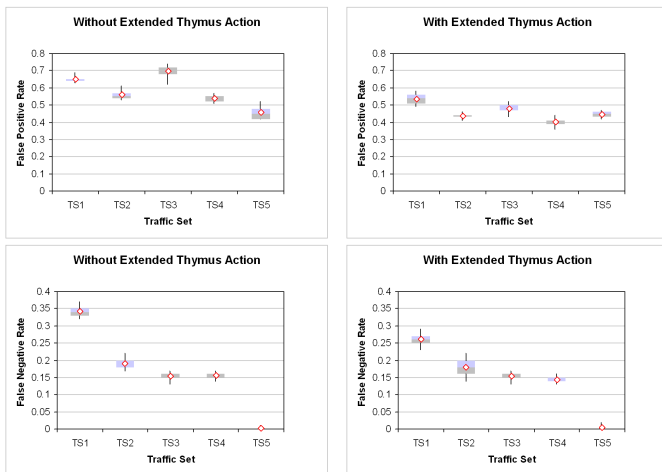 Without Extended Thymus Action
False Positive Rate
0.8
0.7
0.6
0.5
0.4
0.3
0.2
0.1
0
TS1 TS2 TS3 TS4 TS5
Traffic Set
With Extended Thymus Action
False Positive Rate
0.8
0.7
0.6
0.5
0.4
0.3
0.2
0.1
0
TS1 TS2 TS3 TS4 TS5
Traffic Set
Without Extended Thymus Action
False Negative Rate
0.4
0.35
0.3
0.25
0.2
0.15
0.1
0.05
0
TS1 TS2 TS3 TS4 TS5
Traffic Set
With Extended Thymus Action
False Negative Rate
0.4
0.35
0.3
0.25
0.2
0.15
0.1
0.05
0
TS1 TS2 TS3 TS4 TS5
Traffic Set